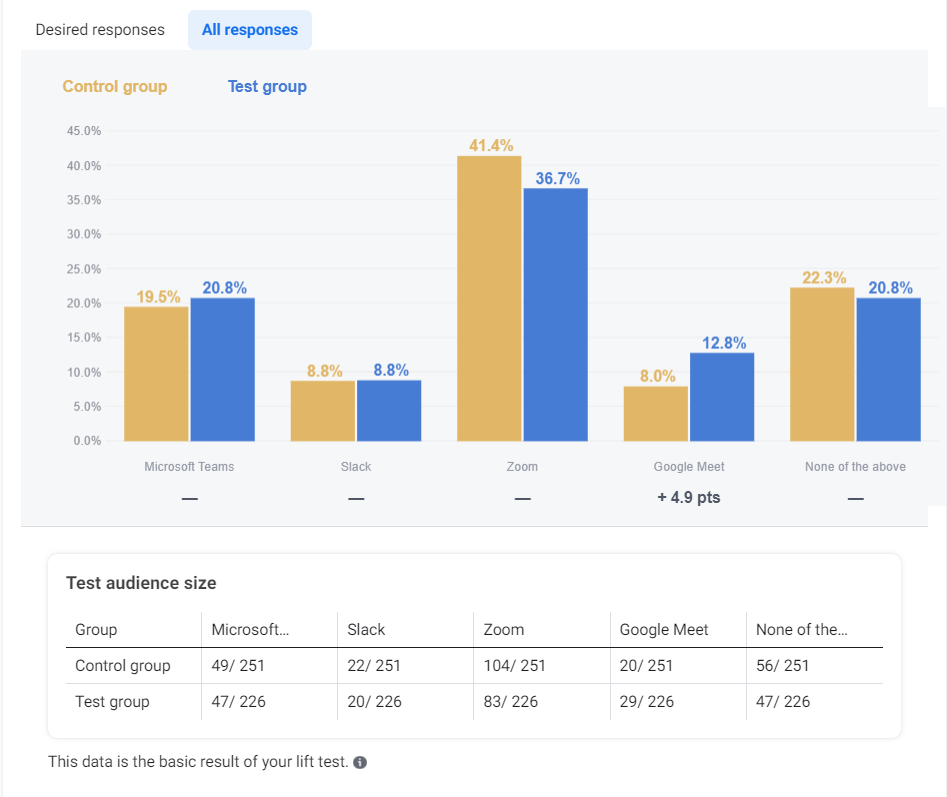 Desired responses All responses
Control group Test group
45.0%
40.0%
35.0%
30.0%
25.0%
20.0%
15.0%
10.0%
5.0%
0.0%
19.5% 20.8% 8.8% 8.8% 41.4% 36.7% 8.0% 12.8% 22.3% 20.8%
Microsoft Teams Slack Zoom Google Meet None of the above
— — — + 4.9 pts —
Test audience size
Group Microsoft... Slack Zoom Google Meet None of the...
Control group 49/ 251 22/ 251 104/ 251 20/ 251 56/ 251
Test group 47/ 226 20/ 226 83/ 226 29/ 226 47/ 226
This data is the basic result of your lift test. i